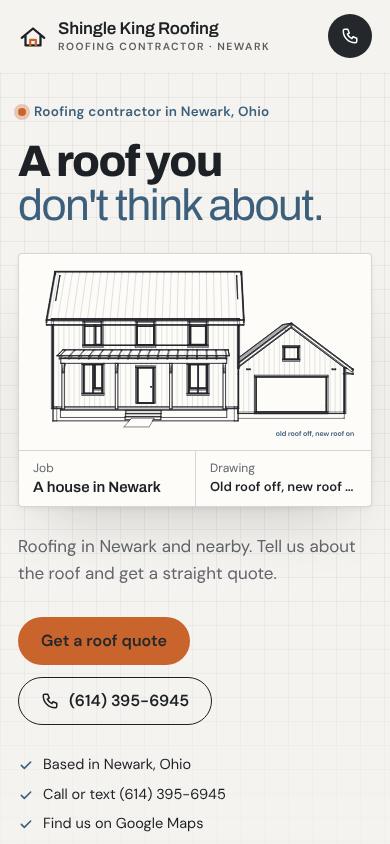 Shingle King Roofing
ROOFING CONTRACTOR · NEWARK
Roofing contractor in Newark, Ohio
A roof you
don't think about.
old roof off, new roof on
Job
A house in Newark
Drawing
Old roof off, new roof ...
Roofing in Newark and nearby. Tell us about
the roof and get a straight quote.
Get a roof quote
(614) 395-6945
Based in Newark, Ohio
Call or text (614) 395-6945
Find us on Google Maps